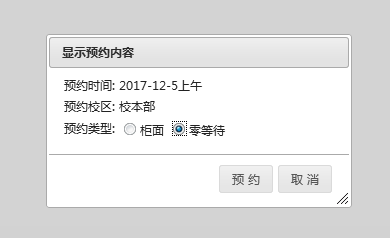 显示预约内容
预约时间: 2017-12-5上午
预约校区: 校本部
预约类型: 柜面 零等待
预 约 取 消